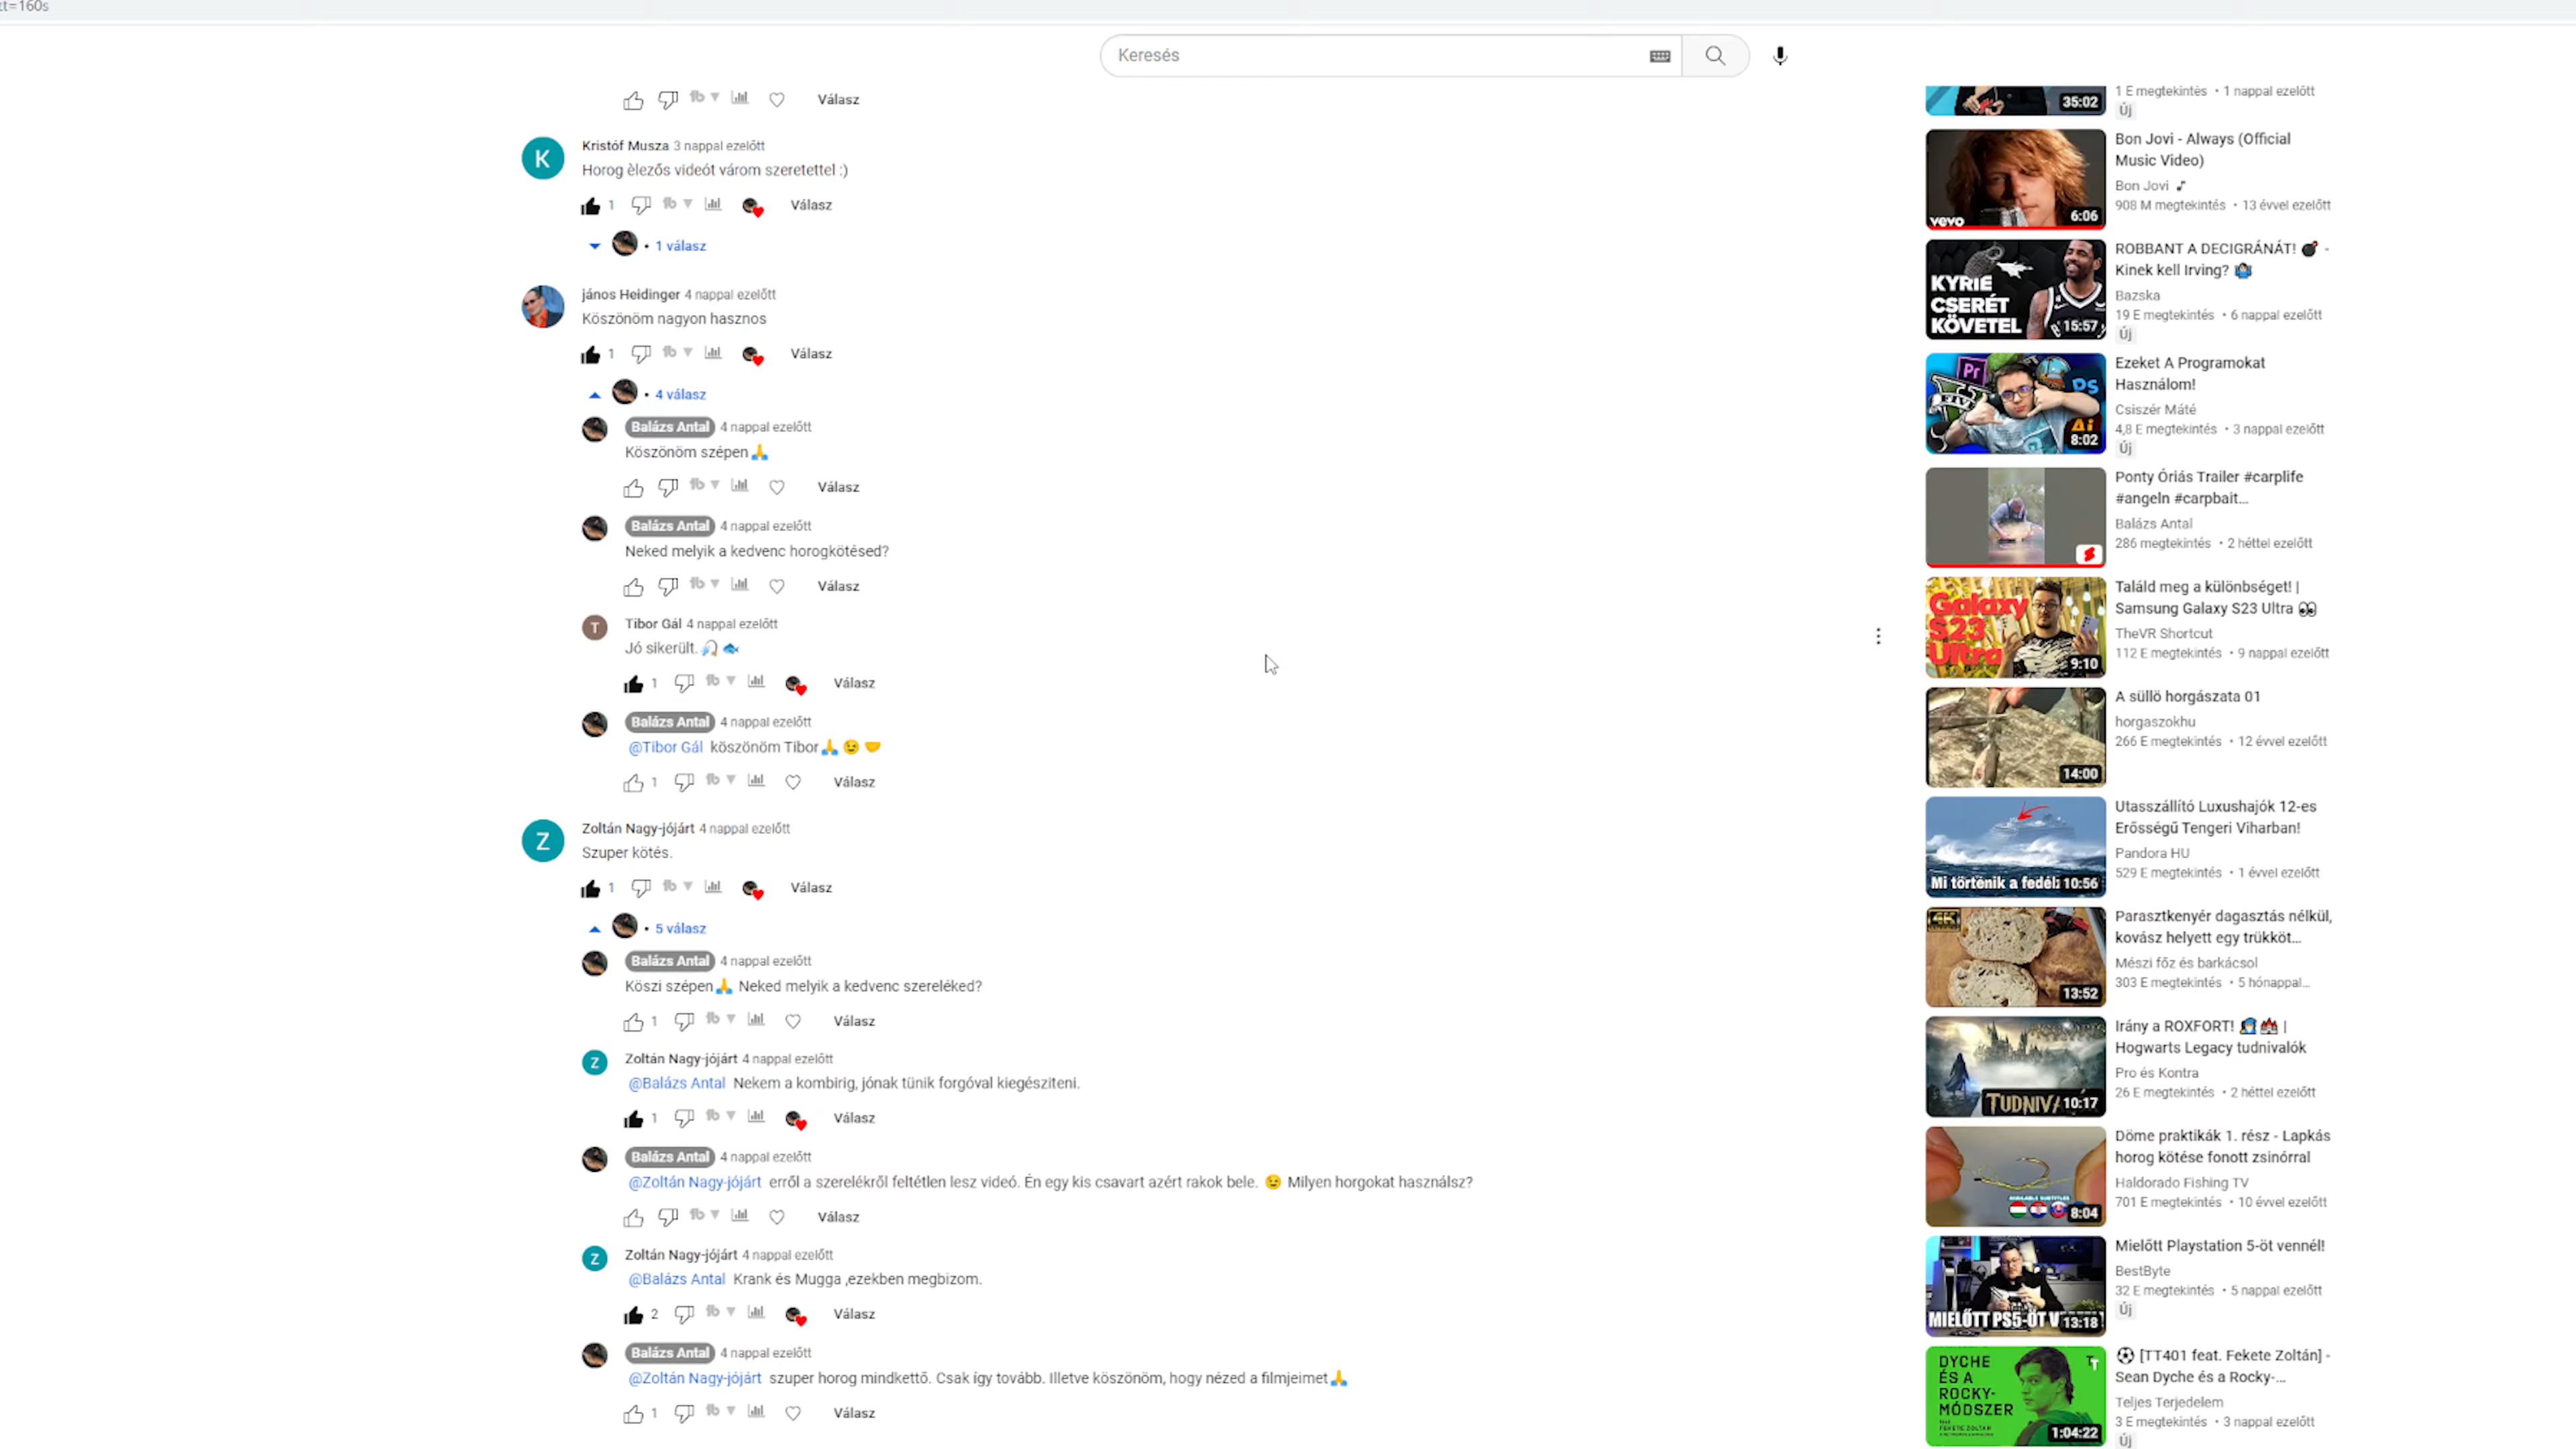 t=160s
Keresés
Válasz
Kristóf Musza 3 nappal ezelőtt
Horog èlezős videót várom szeretettel :)
1 Válasz
1 válasz
jános Heidinger 4 nappal ezelőtt
Köszönöm nagyon hasznos
1 Válasz
4 válasz
Balázs Antal 4 nappal ezelőtt
Köszönöm szépen🙏
Válasz
Balázs Antal 4 nappal ezelőtt
Neked melyik a kedvenc horogkötésed?
Válasz
T
Tibor Gál 4 nappal ezelőtt
Jó sikerült.🎣🐟
1 Válasz
Balázs Antal 4 nappal ezelőtt
@Tibor Gál köszönöm Tibor🙏😉🤝
1 Válasz
Z
Zoltán Nagy-jójárt 4 nappal ezelőtt
Szuper kötés.
1 Válasz
5 válasz
Balázs Antal 4 nappal ezelőtt
Köszi szépen🙏 Neked melyik a kedvenc szereléked?
1 Válasz
Z
Zoltán Nagy-jójárt 4 nappal ezelőtt
@Balázs Antal Nekem a kombirig, jónak tünik forgóval kiegésziteni.
1 Válasz
Balázs Antal 4 nappal ezelőtt
@Zoltán Nagy-jójárt erről a szerelékről feltétlen lesz videó. Én egy kis csavart azért rakok bele. 😉 Milyen horgokat használsz?
Válasz
Z
Zoltán Nagy-jójárt 4 nappal ezelőtt
@Balázs Antal Krank és Mugga ,ezekben megbizom.
2 Válasz
Balázs Antal 4 nappal ezelőtt
@Zoltán Nagy-jójárt szuper horog mindkettő. Csak így tovább. Illetve köszönöm, hogy nézed a filmjeimet🙏
1 Válasz
35:02
1 E megtekintés • 1 nappal ezelőtt
Új
vevo
6:06
Bon Jovi - Always (Official
Music Video)
Bon Jovi
908 M megtekintés • 13 évvel ezelőtt
KYRIE
CSERÉT
KÖVETEL
15:57
ROBBANT A DECIGRÁNÁT! 💣 -
Kinek kell Irving? 🤷
Bazska
19 E megtekintés • 6 nappal ezelőtt
Új
Pr
Ps
Ai
8:02
Ezeket A Programokat
Használom!
Csiszér Máté
4,8 E megtekintés • 3 nappal ezelőtt
Új
Ponty Óriás Trailer #carplife
#angeln #carpbait...
Balázs Antal
286 megtekintés • 2 héttel ezelőtt
Galaxy
S23
Ultra
9:10
Találd meg a különbséget! |
Samsung Galaxy S23 Ultra 👀
TheVR Shortcut
112 E megtekintés • 9 nappal ezelőtt
14:00
A süllö horgászata 01
horgaszokhu
266 E megtekintés • 12 évvel ezelőtt
Mi történik a fedél
10:56
Utasszállító Luxushajók 12-es
Erősségű Tengeri Viharban!
Pandora HU
529 E megtekintés • 1 évvel ezelőtt
4K
13:52
Parasztkenyér dagasztás nélkül,
kovász helyett egy trükköt...
Mészi főz és barkácsol
303 E megtekintés • 5 hónappal...
TUDNIV
10:17
Irány a ROXFORT! |
Hogwarts Legacy tudnivalók
Pro és Kontra
26 E megtekintés • 2 héttel ezelőtt
AVAILABLE SUBTITLES
8:04
Döme praktikák 1. rész - Lapkás
horog kötése fonott zsinórral
Haldorado Fishing TV
701 E megtekintés • 10 évvel ezelőtt
MIELŐTT PS5-ÖT V
13:18
Mielőtt Playstation 5-öt vennél!
BestByte
32 E megtekintés • 5 nappal ezelőtt
Új
DYCHE
ÉS A
ROCKY-
MÓDSZER
FEKETE ZOLTÁN
1:04:22
⚽ [TT401 feat. Fekete Zoltán] -
Sean Dyche és a Rocky-...
Teljes Terjedelem
3 E megtekintés • 3 nappal ezelőtt
Új